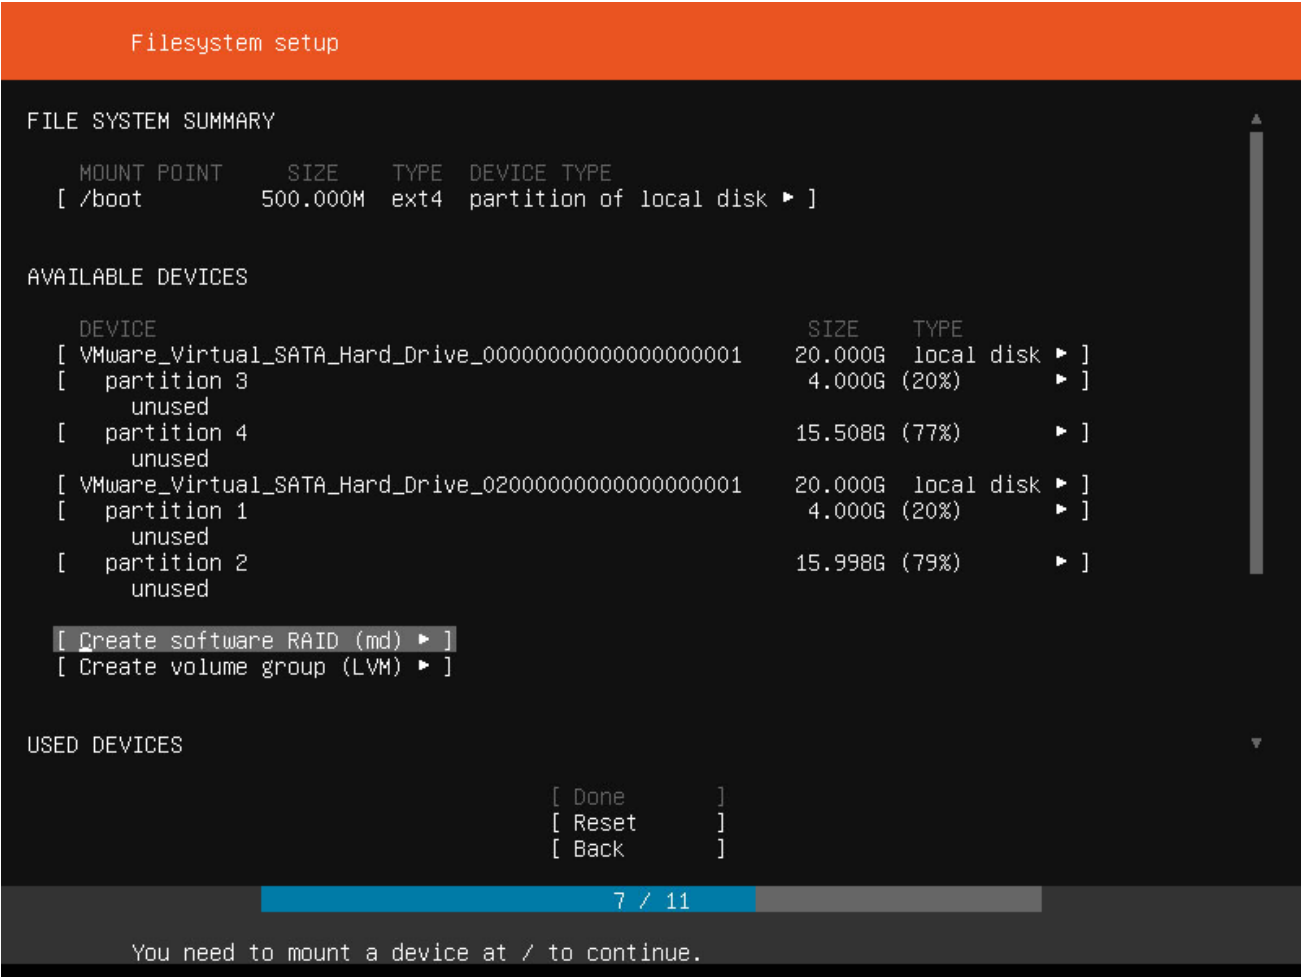 Filesystem setup
FILE SYSTEM SUMMARY
MOUNT POINT SIZE TYPE DEVICE TYPE
[ /boot 500.000M ext4 partition of local disk ▸ ]
AVAILABLE DEVICES
DEVICE SIZE TYPE
[ VMware_Virtual_SATA_Hard_Drive_00000000000000000001 20.000G local disk ▸ ]
[ partition 3 4.000G (20%) ▸ ]
unused
[ partition 4 15.508G (77%) ▸ ]
unused
[ VMware_Virtual_SATA_Hard_Drive_02000000000000000001 20.000G local disk ▸ ]
[ partition 1 4.000G (20%) ▸ ]
unused
[ partition 2 15.998G (79%) ▸ ]
unused
[ Create software RAID (md) ▸ ]
[ Create volume group (LVM) ▸ ]
USED DEVICES
[ Done ]
[ Reset ]
[ Back ]
7 / 11
You need to mount a device at / to continue.